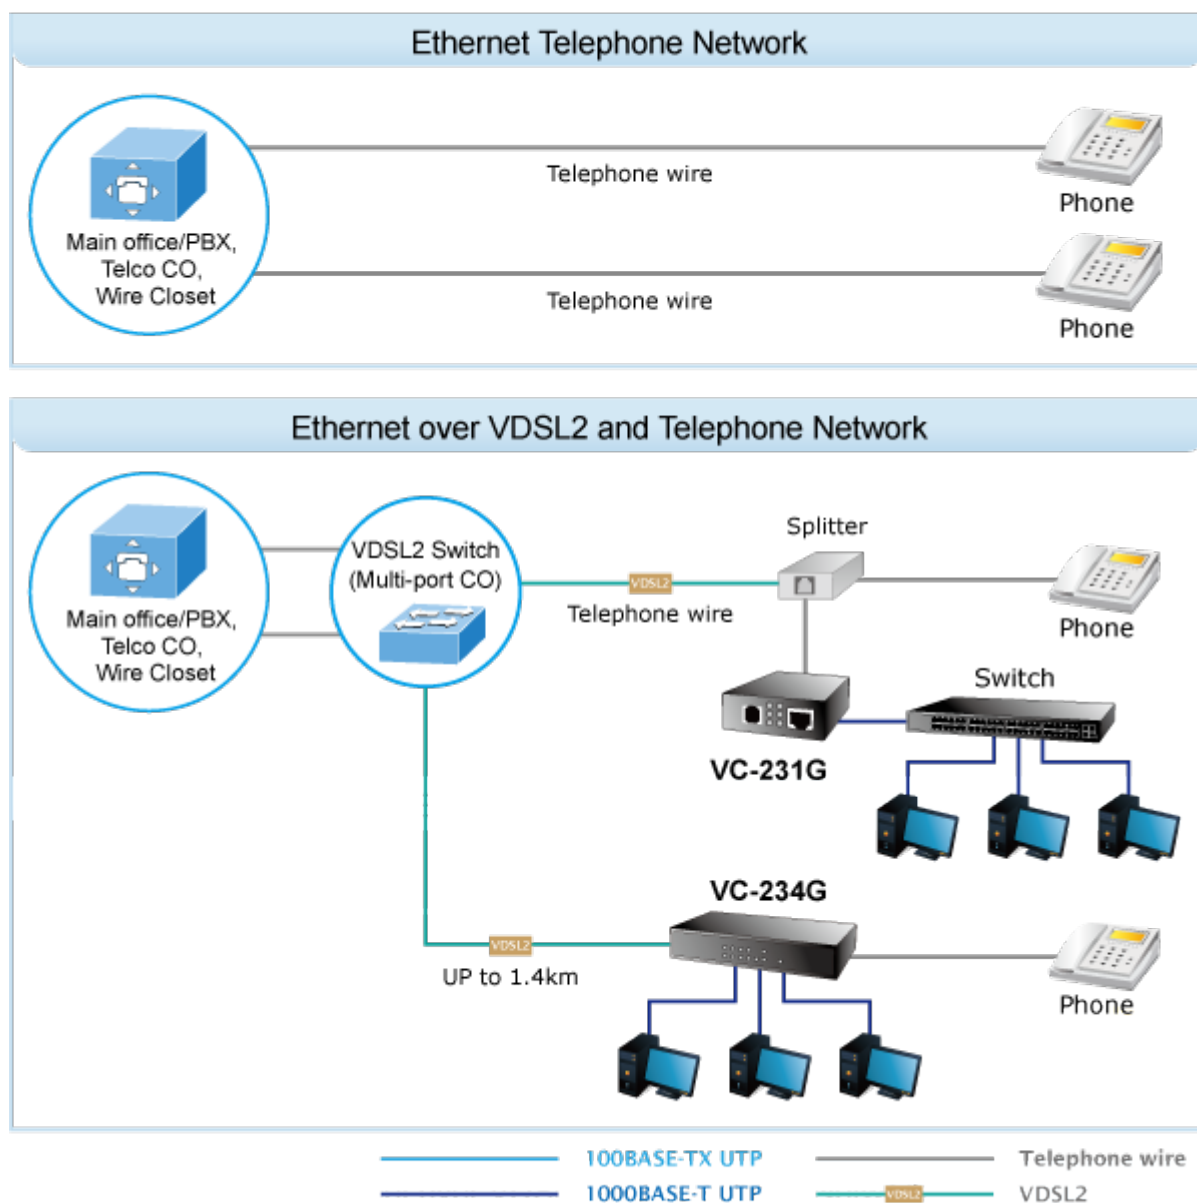 Ethernet Telephone Network
Telephone wire
Phone
Main office/PBX,
Telco CO,
Wire Closet
Telephone wire
Phone
Ethernet over VDSL2 and Telephone Network
Splitter
VDSL2 Switch
(Multi-port CO)
VDSL2
Telephone wire
Phone
Main office/PBX,
Telco CO,
Wire Closet
Switch
VC-231G
VC-234G
VDSL2
UP to 1.4km
Phone
100BASE-TX UTP
Telephone wire
1000BASE-T UTP
VDSL2
VDSL2